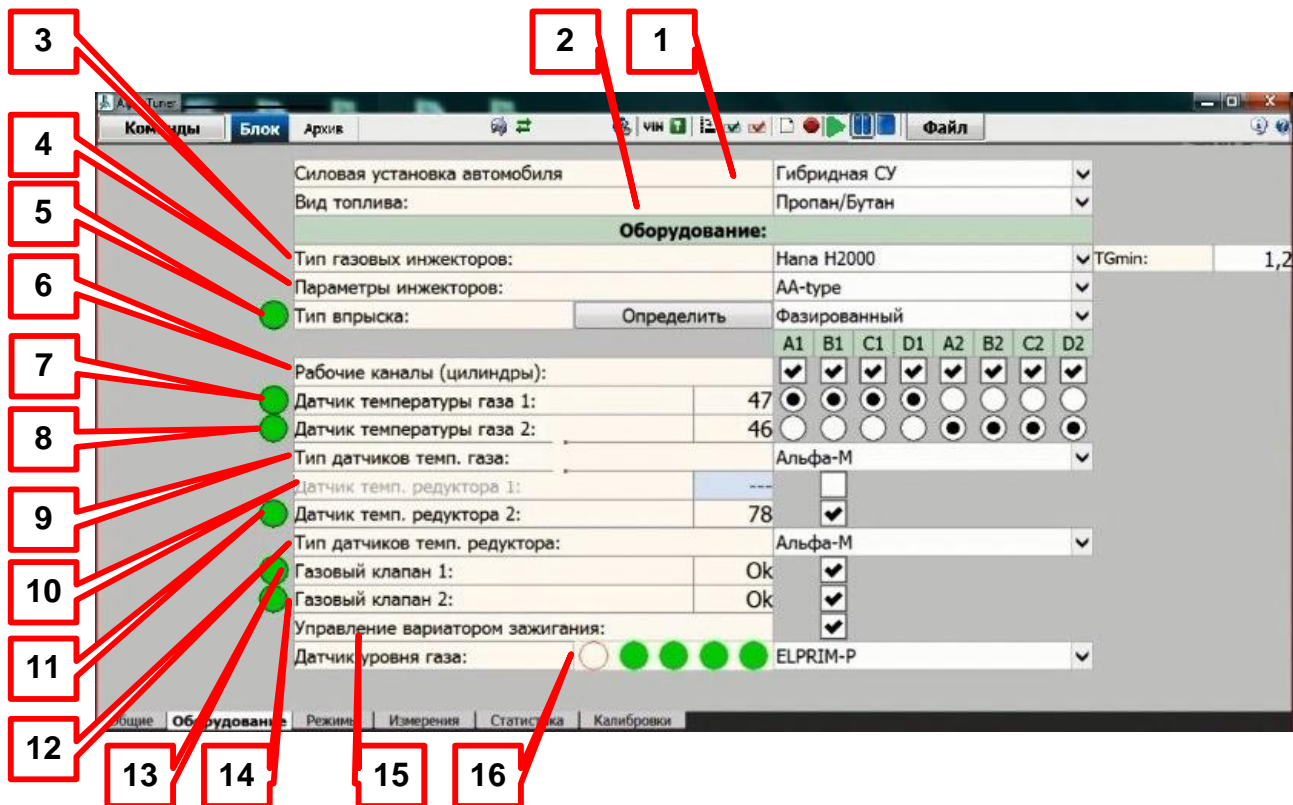 3
2
1
4
5
6
7
8
9
10
11
12
13
14
15
16
Команды Блок Архив VIN Файл
Силовая установка автомобиля Гибридная СУ
Вид топлива: Пропан/Бутан
Оборудование:
Тип газовых инжекторов: Hana H2000 TGmin: 1,2
Параметры инжекторов: AA-type
Тип впрыска: Определить Фазированный
A1 B1 C1 D1 A2 B2 C2 D2
Рабочие каналы (цилиндры):
Датчик температуры газа 1: 47
Датчик температуры газа 2: 46
Тип датчиков темп. газа: Альфа-М
Датчик темп. редуктора 1: ---
Датчик темп. редуктора 2: 78
Тип датчиков темп. редуктора: Альфа-М
Газовый клапан 1: Ok
Газовый клапан 2: Ok
Управление вариатором зажигания:
Датчик уровня газа: ELPRIM-P
Общие Оборудование Режимы Измерения Статистика Калибровки